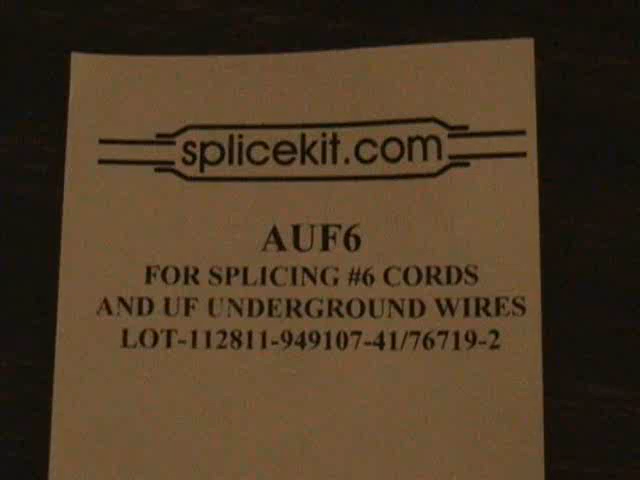 splicekit.com
AUF6
FOR SPLICING #6 CORDS
AND UF UNDERGROUND WIRES
LOT-112811-949107-41/76719-2